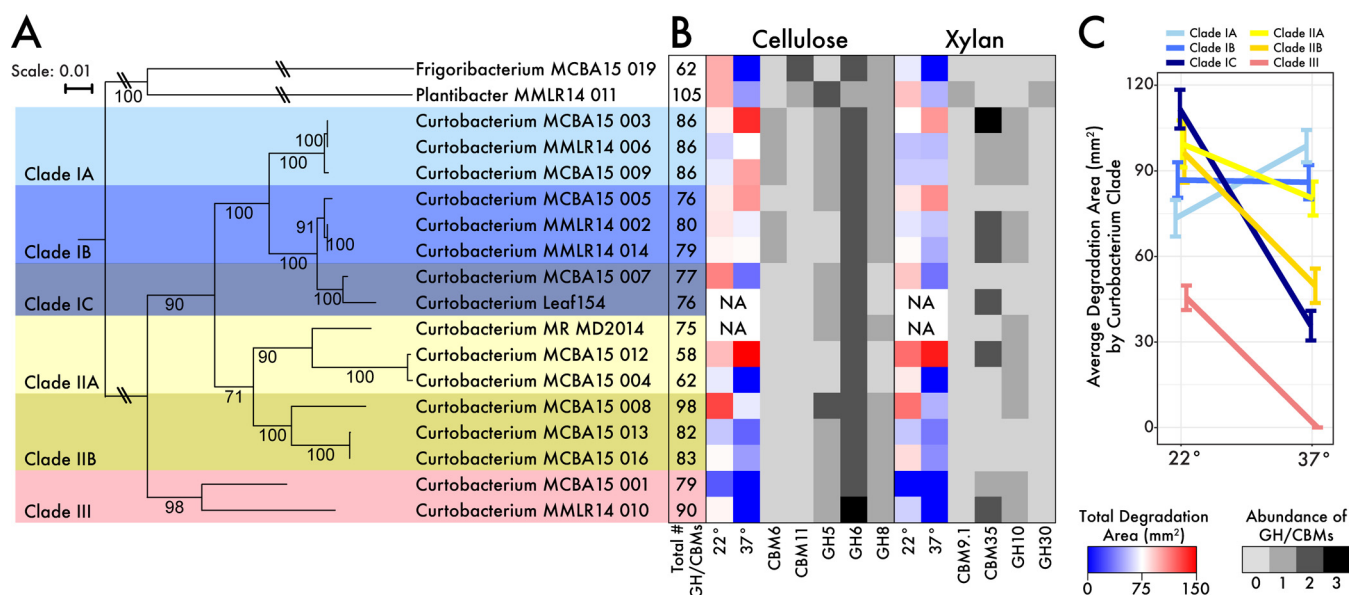 A
Scale: 0.01
100
Frigoribacterium MCBA15 019
Plantibacter MMLR14 011
Clade IA
100
100
100
Curtobacterium MCBA15 003
Curtobacterium MMLR14 006
Curtobacterium MCBA15 009
Clade IB
91
100
100
Curtobacterium MCBA15 005
Curtobacterium MMLR14 002
Curtobacterium MMLR14 014
Clade IC
90
100
Curtobacterium MCBA15 007
Curtobacterium Leaf154
Clade IIA
90
100
71
Curtobacterium MR MD2014
Curtobacterium MCBA15 012
Curtobacterium MCBA15 004
Clade IIB
100
100
Curtobacterium MCBA15 008
Curtobacterium MCBA15 013
Curtobacterium MCBA15 016
Clade III
98
Curtobacterium MCBA15 001
Curtobacterium MMLR14 010
B
Cellulose Xylan
62
105
86
86
86
76
80
79
77
76
75
58
62
98
82
83
79
90
NA NA
NA NA
Total #
GH/CBMs
22°
37°
CBM6
CBM11
GH5
GH6
GH8
22°
37°
CBM9.1
CBM35
GH10
GH30
C
Clade IA
Clade IB
Clade IC
Clade IIA
Clade IIB
Clade III
Average Degradation Area (mm²)
by Curtobacterium Clade
120
90
60
30
0
22° 37°
Total Degradation
Area (mm²)
0 75 150
Abundance of
GH/CBMs
0 1 2 3